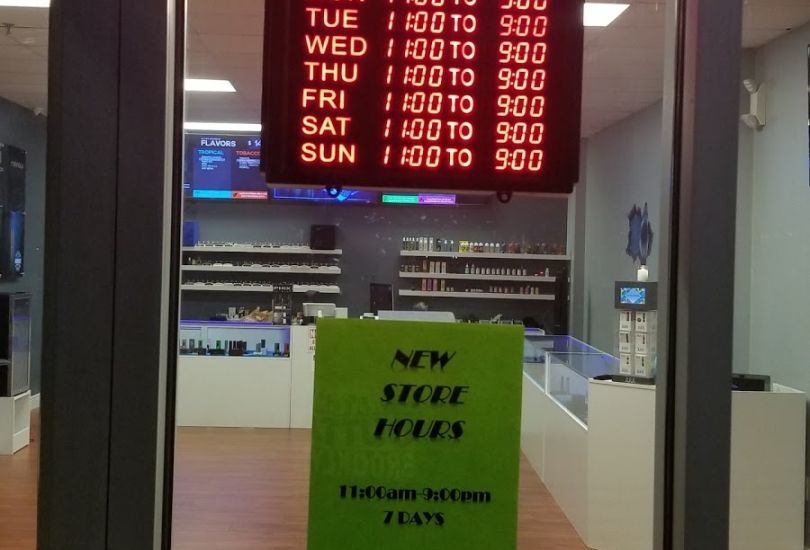 TUE 11:00 TO 9:00
WED 11:00 TO 9:00
THU 11:00 TO 9:00
FRI 11:00 TO 9:00
SAT 11:00 TO 9:00
SUN 11:00 TO 9:00
FLAVORS
TROPICAL TOBACCO
NEW
STORE
HOURS
11:00am-9:00pm
7 DAYS